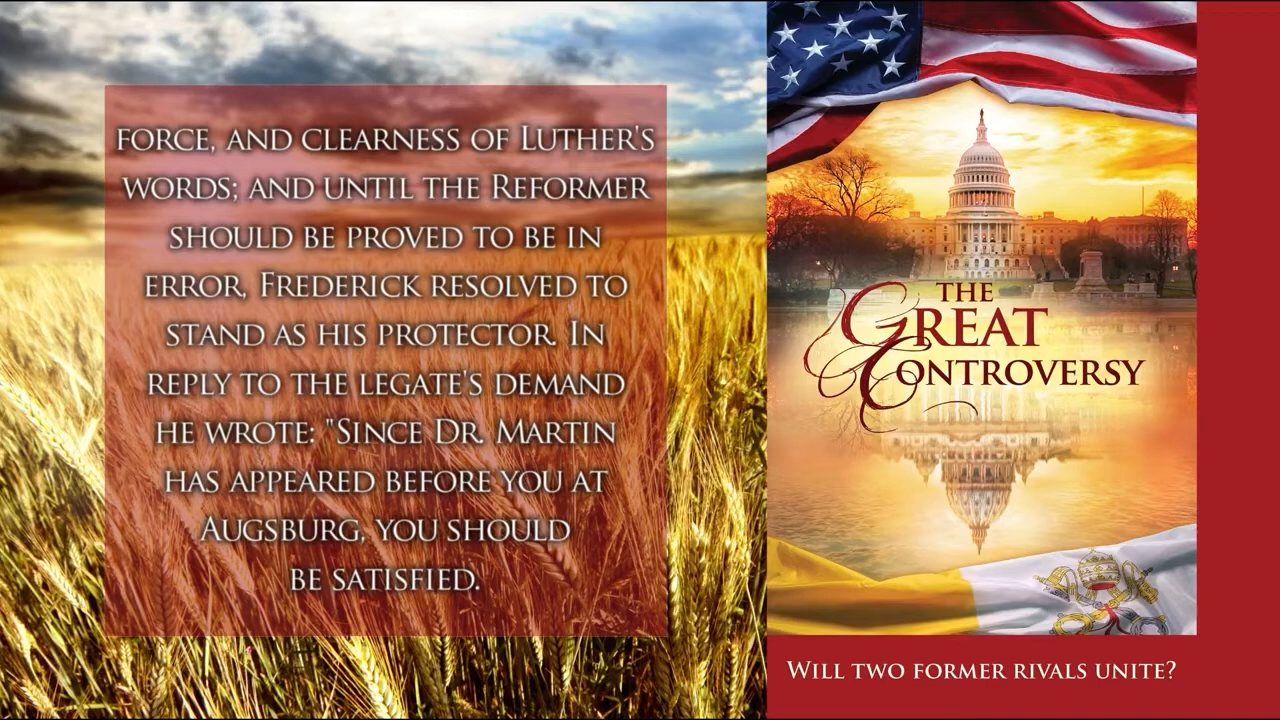 FORCE, AND CLEARNESS OF LUTHER'S
WORDS; AND UNTIL THE REFORMER
SHOULD BE PROVED TO BE IN
ERROR, FREDERICK RESOLVED TO
STAND AS HIS PROTECTOR. IN
REPLY TO THE LEGATE'S DEMAND
HE WROTE: "SINCE DR. MARTIN
HAS APPEARED BEFORE YOU AT
AUGSBURG, YOU SHOULD
BE SATISFIED.
THE
GREAT
CONTROVERSY
WILL TWO FORMER RIVALS UNITE?